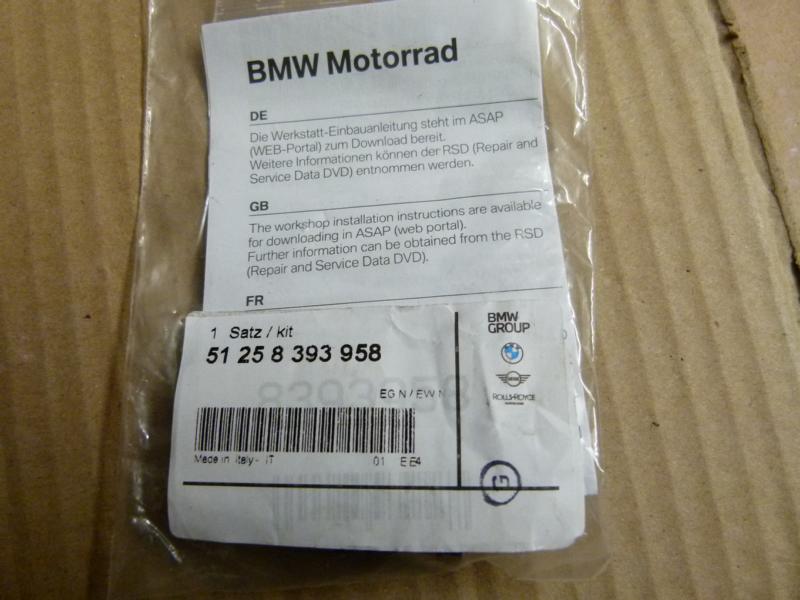 BMW Motorrad
DE
Die Werkstatt-Einbauanleitung steht im ASAP
(WEB-Portal) zum Download bereit.
Weitere Informationen können der RSD (Repair and
Service Data DVD) entnommen werden.
GB
The workshop installation instructions are available
for downloading in ASAP (web portal).
Further information can be obtained from the RSD
(Repair and Service Data DVD).
FR
1 Satz / kit
51 25 8 393 958
EG N / EW N
Made in Italy - IT 01 E E4
BMW
GROUP
ROLLS-ROYCE
G